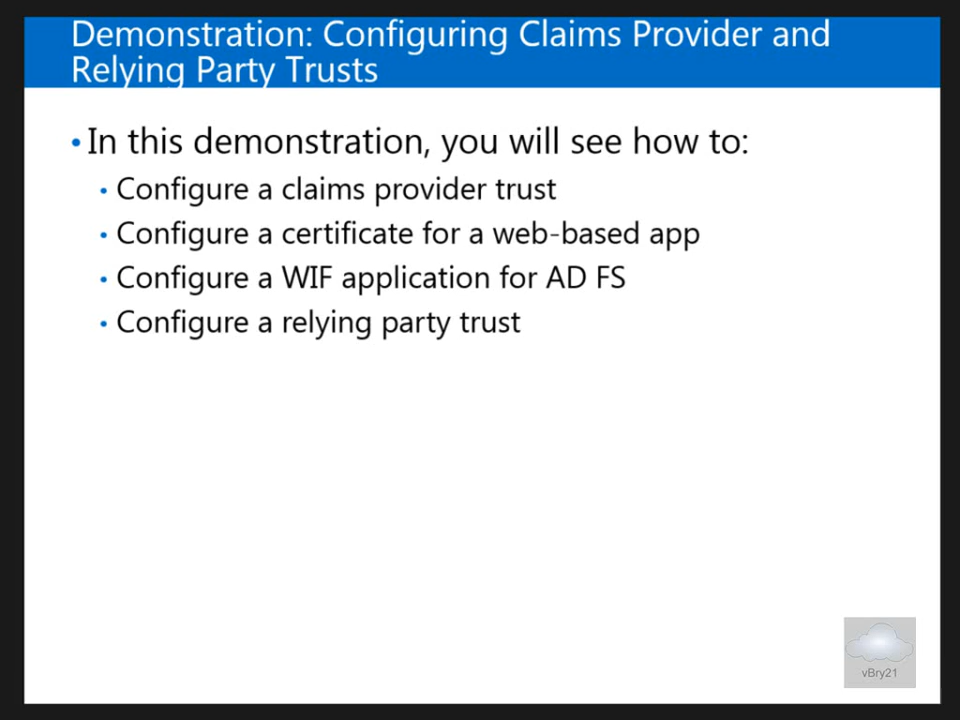 Demonstration: Configuring Claims Provider and
Relying Party Trusts
• In this demonstration, you will see how to:
• Configure a claims provider trust
• Configure a certificate for a web-based app
• Configure a WIF application for AD FS
• Configure a relying party trust
vBry21